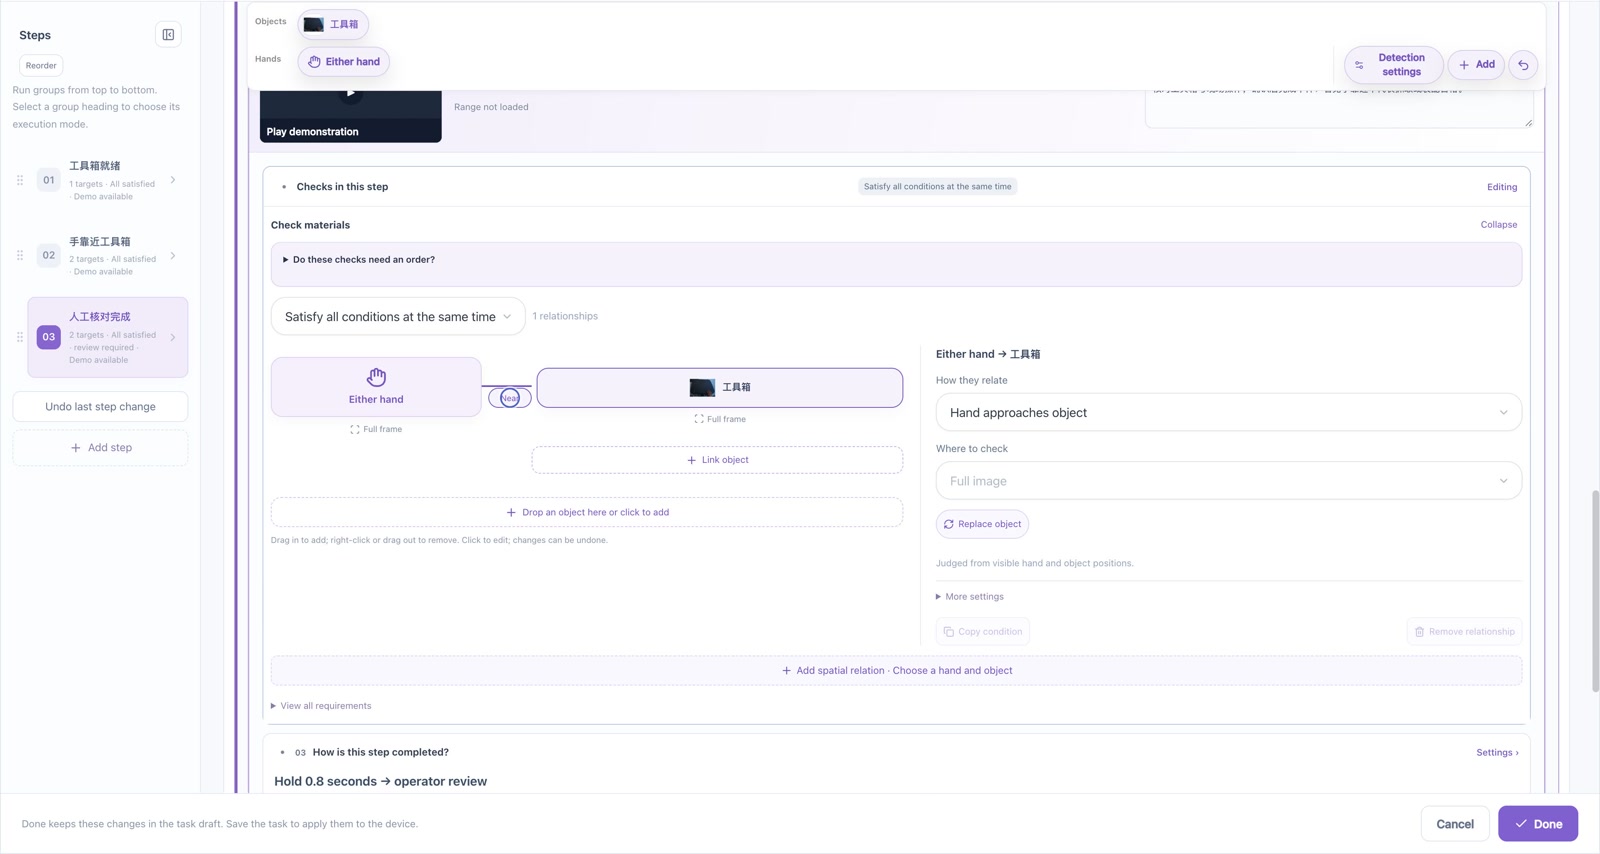 Steps
Reorder
Run groups from top to bottom.
Select a group heading to choose its
execution mode.
01
工具箱就绪
1 targets · All satisfied
· Demo available
02
手靠近工具箱
2 targets · All satisfied
· Demo available
03
人工核对完成
2 targets · All satisfied
· review required ·
Demo available
Undo last step change
Add step
Objects
工具箱
Hands
Either hand
Detection
settings
Add
Play demonstration
Range not loaded
Checks in this step
Satisfy all conditions at the same time
Editing
Check materials
Collapse
Do these checks need an order?
Satisfy all conditions at the same time
1 relationships
Either hand
Near
工具箱
Full frame
Full frame
Link object
Drop an object here or click to add
Drag in to add; right-click or drag out to remove. Click to edit; changes can be undone.
Either hand → 工具箱
How they relate
Hand approaches object
Where to check
Full image
Replace object
Judged from visible hand and object positions.
More settings
Copy condition
Remove relationship
Add spatial relation · Choose a hand and object
View all requirements
03 How is this step completed?
Settings ›
Hold 0.8 seconds → operator review
Done keeps these changes in the task draft. Save the task to apply them to the device.
Cancel
Done